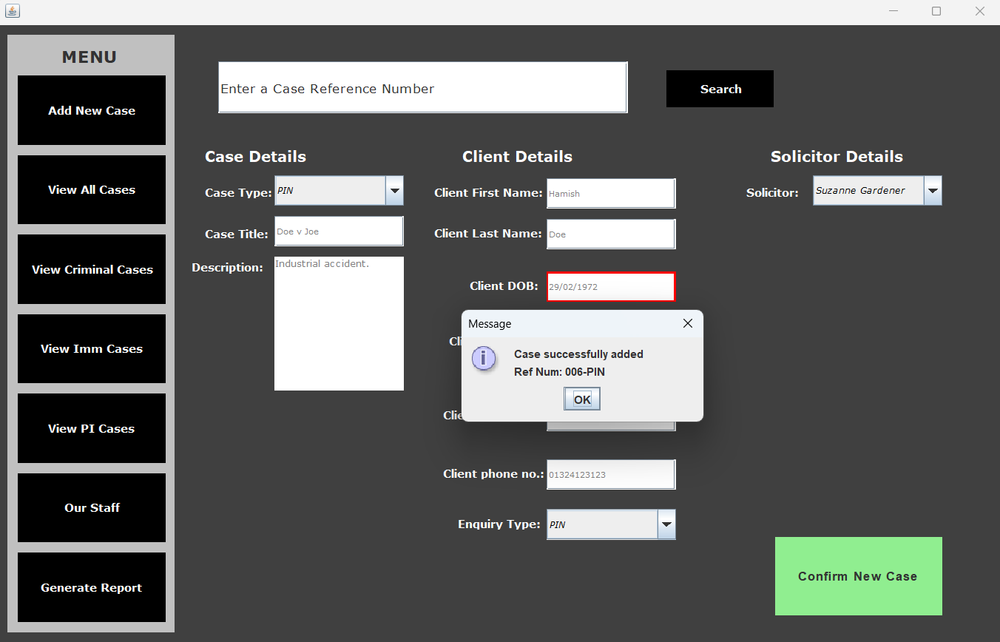 MENU
Add New Case
View All Cases
View Criminal Cases
View Imm Cases
View PI Cases
Our Staff
Generate Report
Enter a Case Reference Number
Search
Case Details
Case Type: PIN
Case Title: Doe v Joe
Description: Industrial accident.
Client Details
Client First Name: Hamish
Client Last Name: Doe
Client DOB: 29/02/1972
Message
Case successfully added
Ref Num: 006-PIN
OK
Client phone no.: 01324123123
Enquiry Type: PIN
Solicitor Details
Solicitor: Suzanne Gardener
Confirm New Case